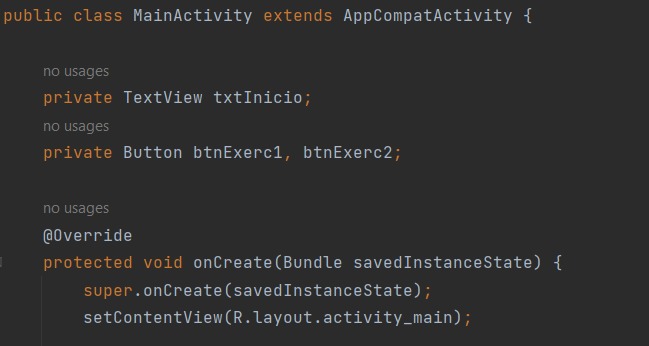 public class MainActivity extends AppCompatActivity {
no usages
private TextView txtInicio;
no usages
private Button btnExerc1, btnExerc2;
no usages
@Override
protected void onCreate(Bundle savedInstanceState) {
super.onCreate(savedInstanceState);
setContentView(R.layout.activity_main);